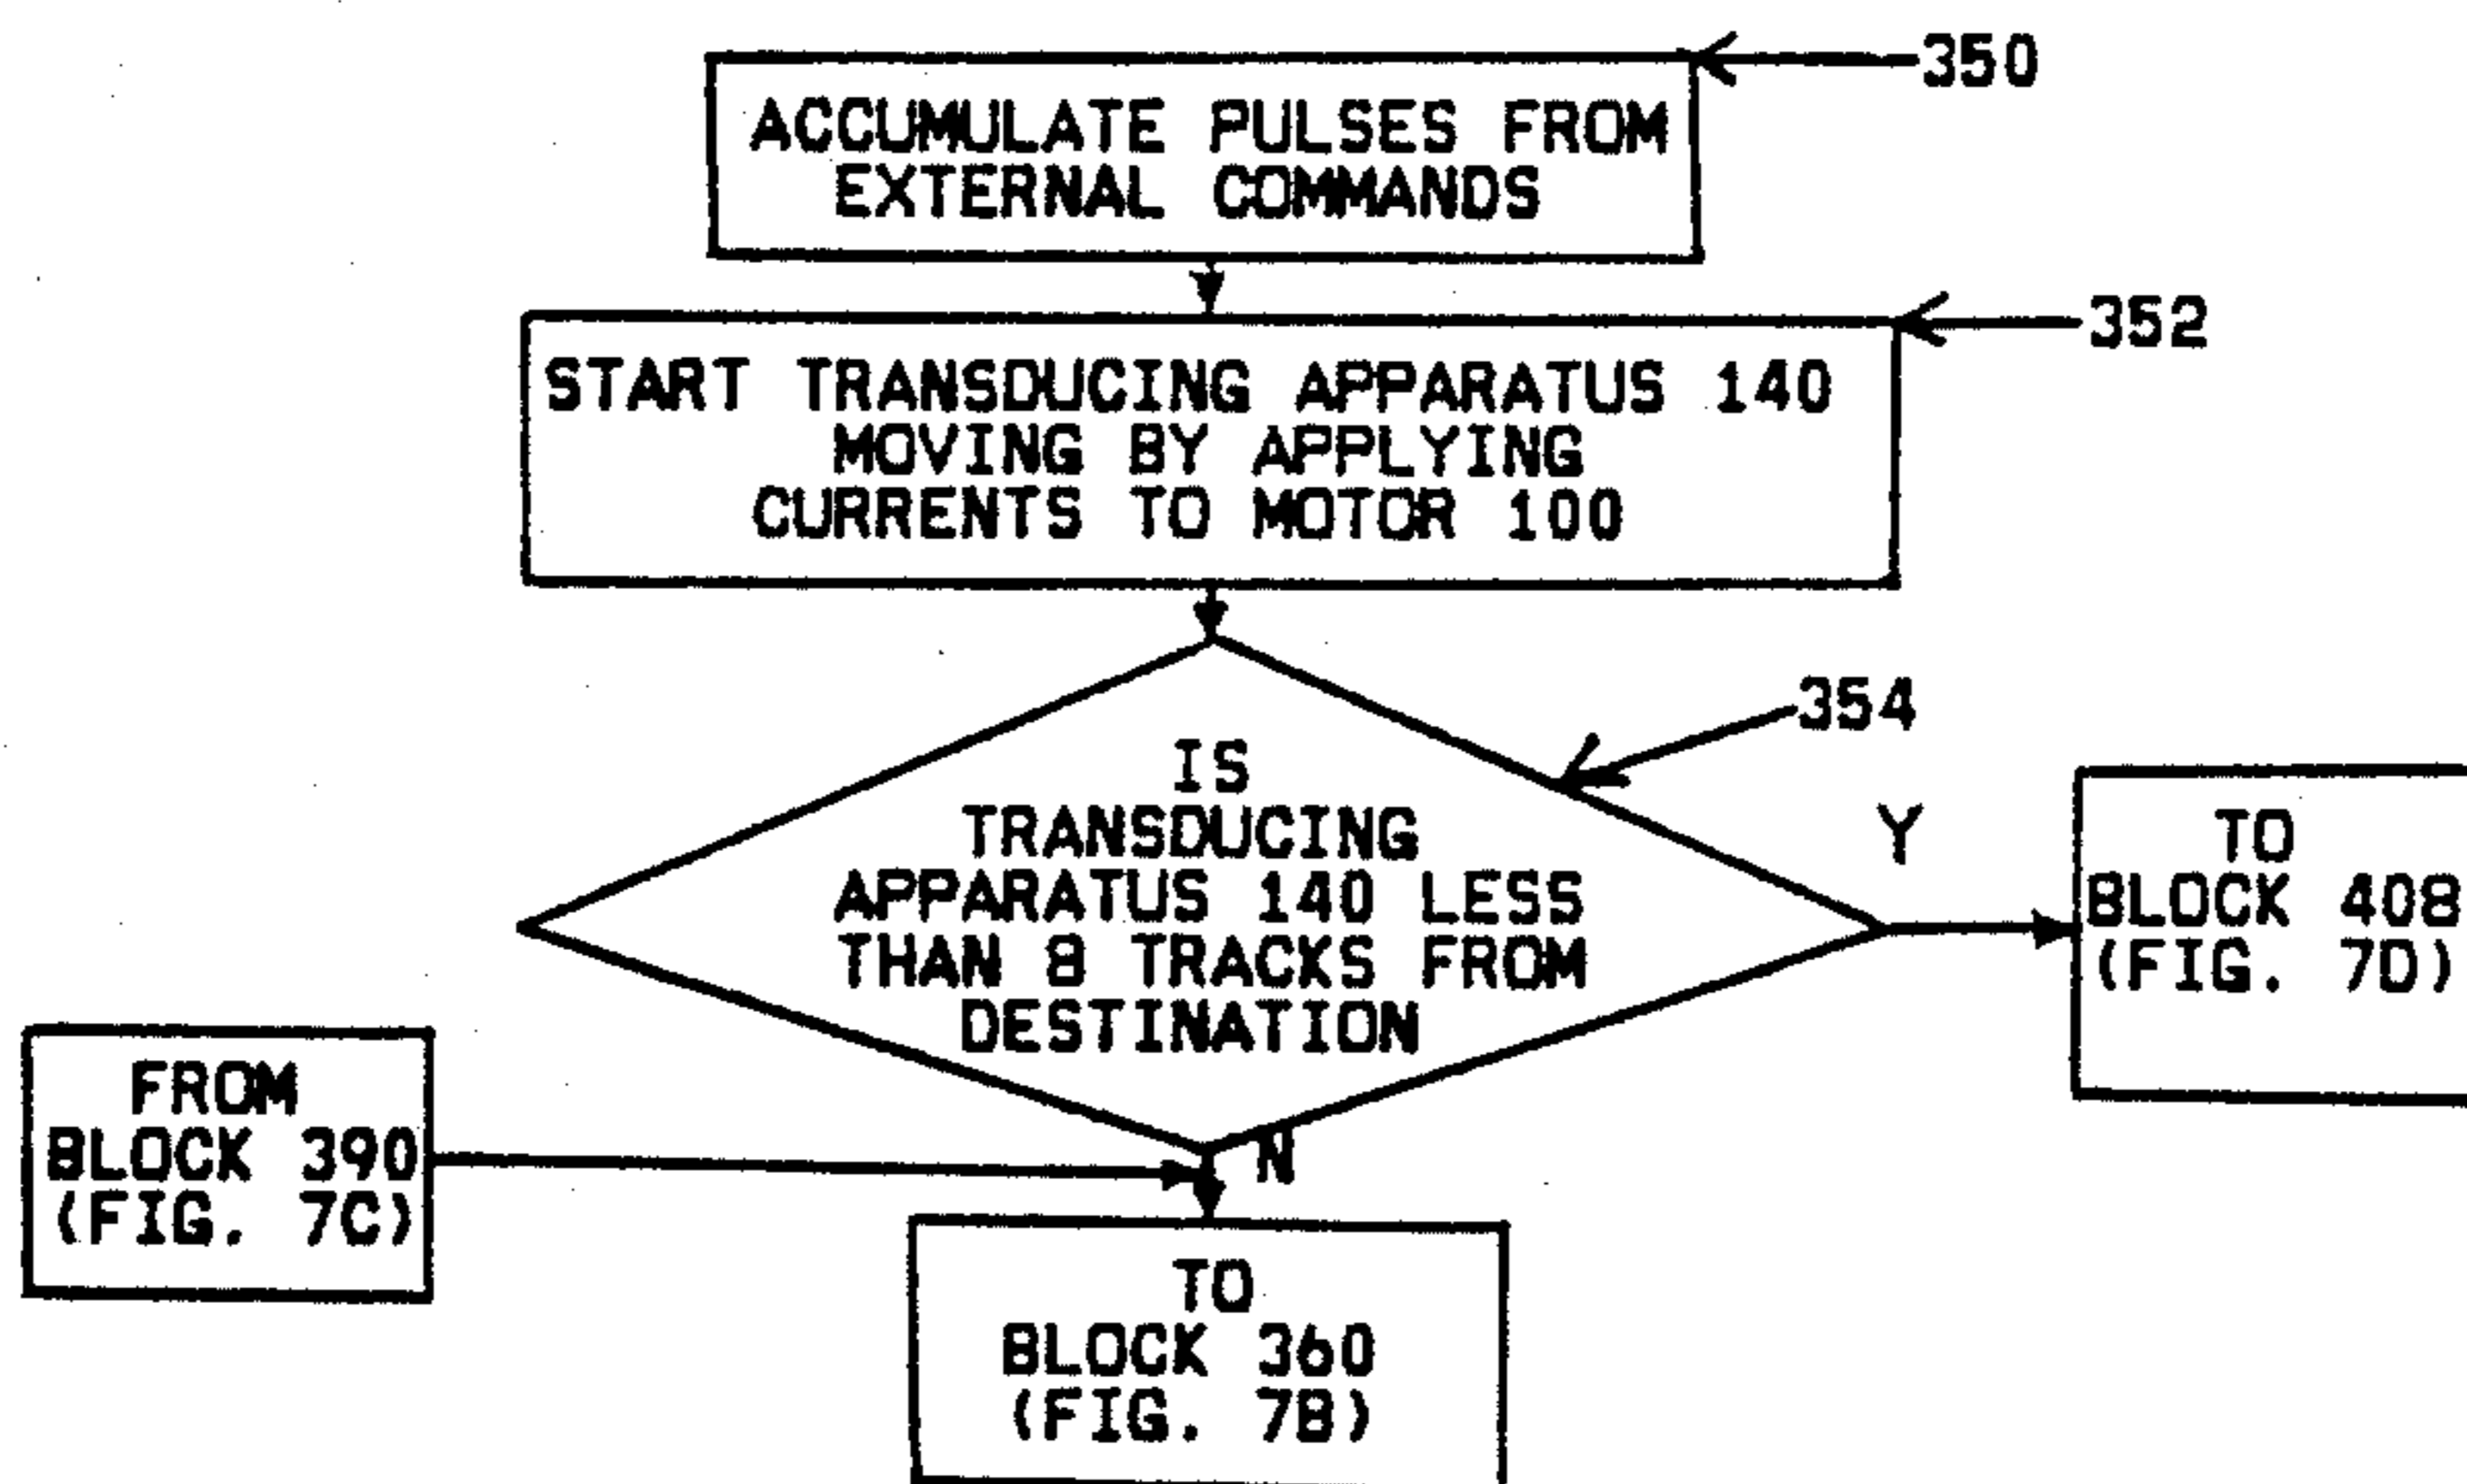 350
ACCUMULATE PULSES FROM
EXTERNAL COMMANDS
352
START TRANSDUCING APPARATUS 140
MOVING BY APPLYING
CURRENTS TO MOTOR 100
354
IS
TRANSDUCING
APPARATUS 140 LESS
THAN 8 TRACKS FROM
DESTINATION
Y
TO
BLOCK 408
(FIG. 7D)
N
FROM
BLOCK 390
(FIG. 7C)
TO
BLOCK 360
(FIG. 7B)